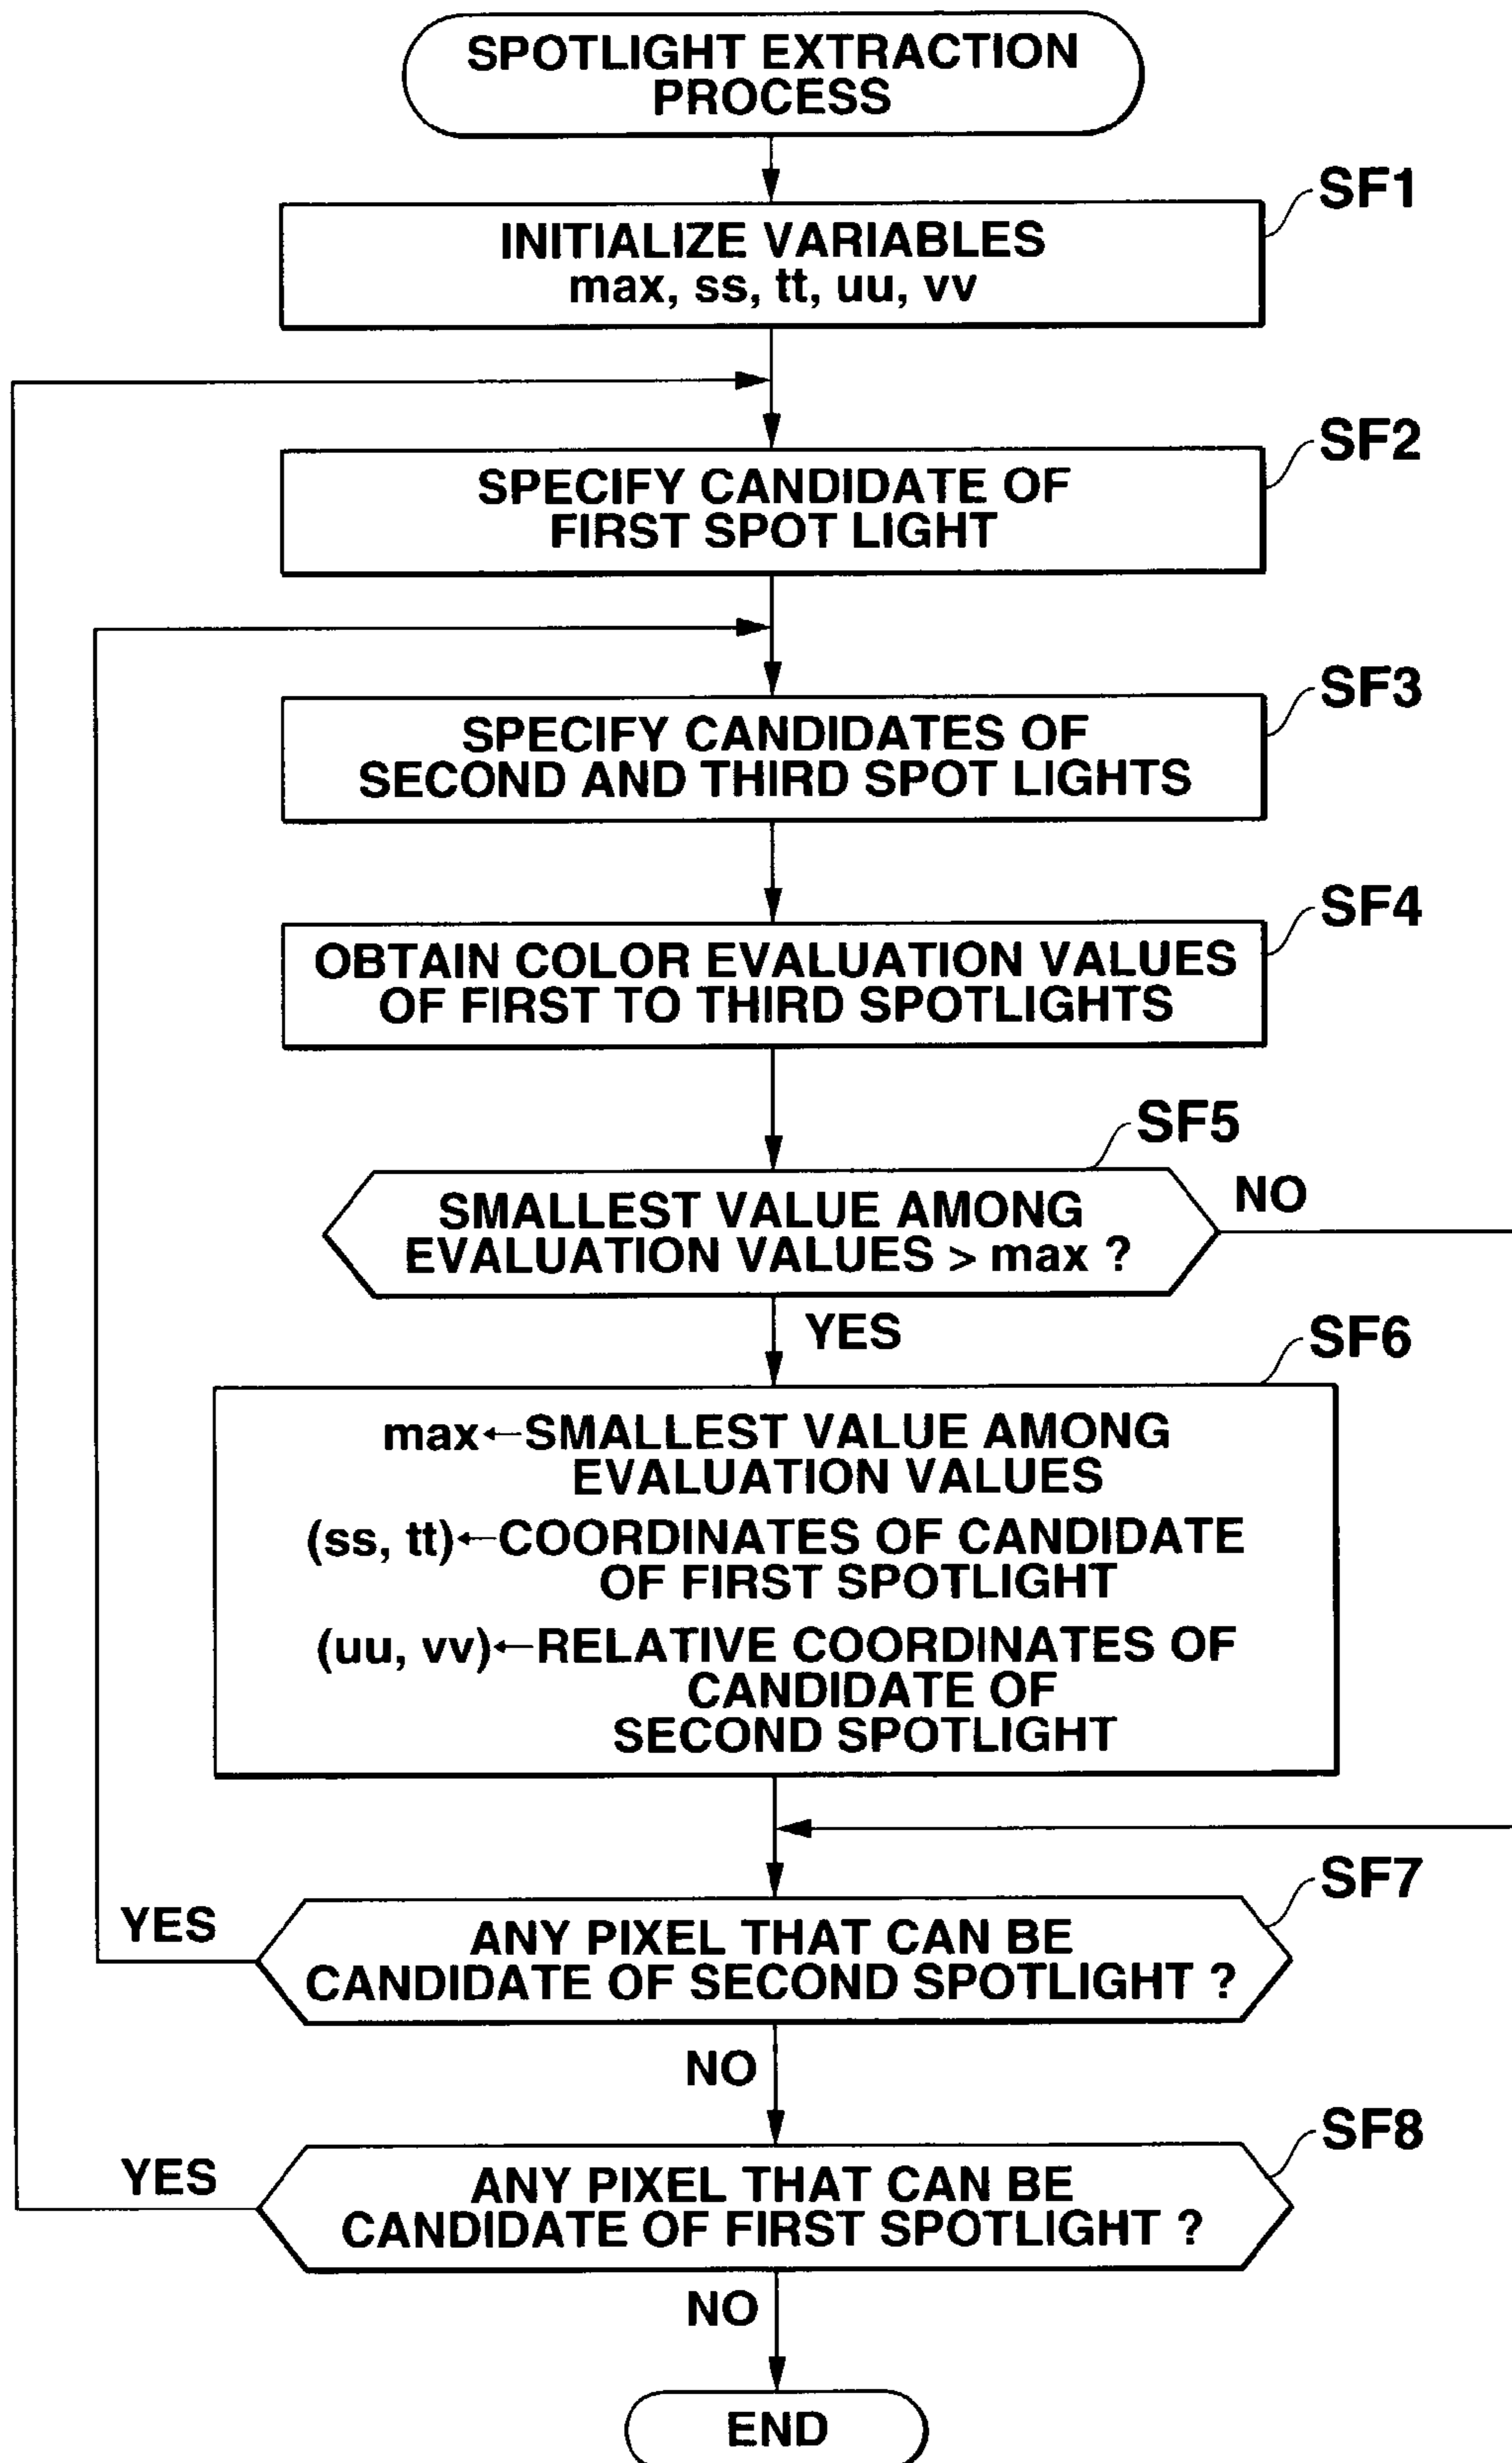 SPOTLIGHT EXTRACTION
PROCESS
SF1
INITIALIZE VARIABLES
max, ss, tt, uu, vv
SF2
SPECIFY CANDIDATE OF
FIRST SPOT LIGHT
SF3
SPECIFY CANDIDATES OF
SECOND AND THIRD SPOT LIGHTS
SF4
OBTAIN COLOR EVALUATION VALUES
OF FIRST TO THIRD SPOTLIGHTS
SF5
SMALLEST VALUE AMONG
EVALUATION VALUES > max ?
NO
YES
SF6
max←SMALLEST VALUE AMONG
EVALUATION VALUES
(ss, tt)←COORDINATES OF CANDIDATE
OF FIRST SPOTLIGHT
(uu, vv)←RELATIVE COORDINATES OF
CANDIDATE OF
SECOND SPOTLIGHT
SF7
YES
ANY PIXEL THAT CAN BE
CANDIDATE OF SECOND SPOTLIGHT ?
NO
SF8
YES
ANY PIXEL THAT CAN BE
CANDIDATE OF FIRST SPOTLIGHT ?
NO
END